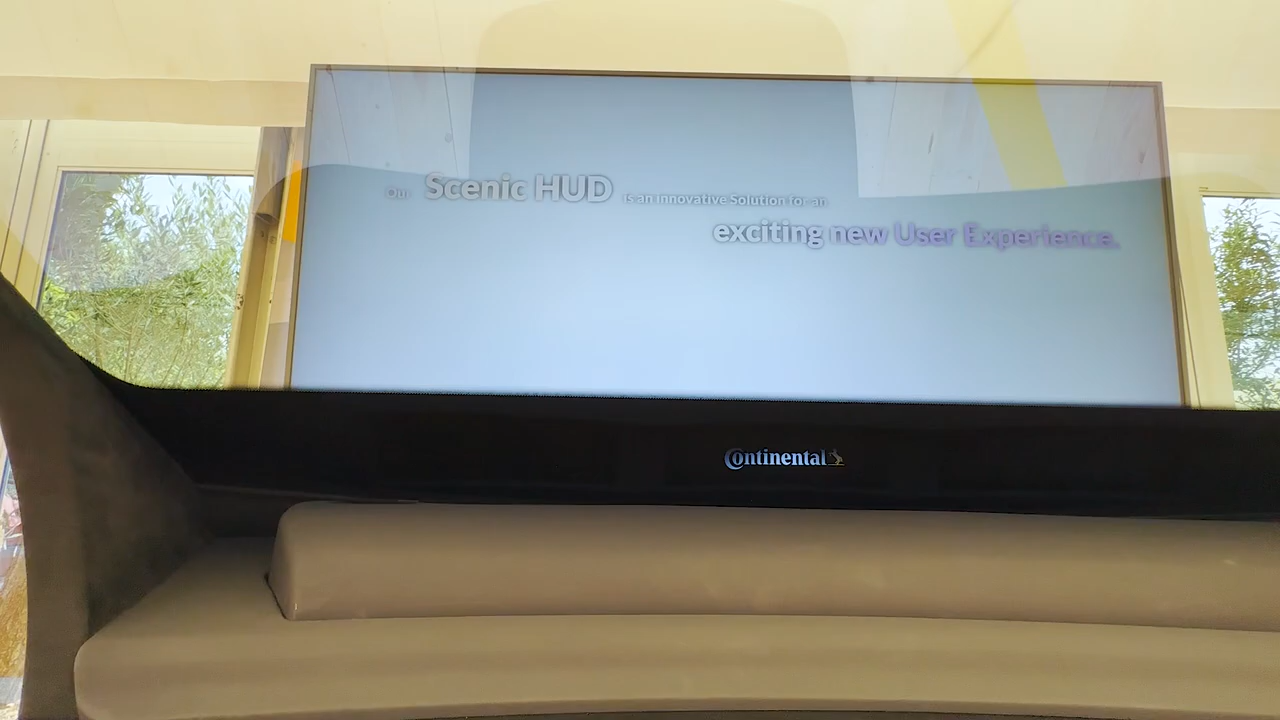 Our Scenic HUD is an Innovative Solution for an
exciting new User Experience.
Continental